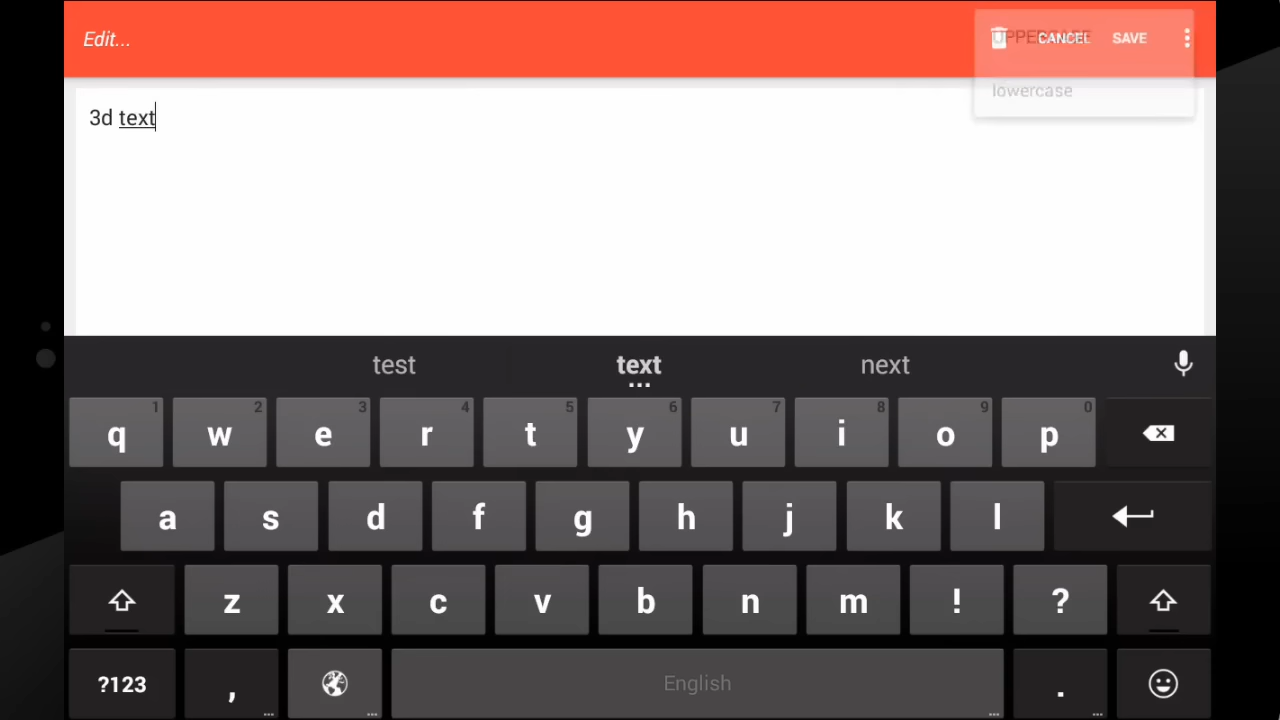 Edit...
UPPERCASE
CANCEL SAVE
lowercase
3d text
test text next
1 2 3 4 5 6 7 8 9 0
q w e r t y u i o p
a s d f g h j k l
z x c v b n m ! ?
?123 , English .